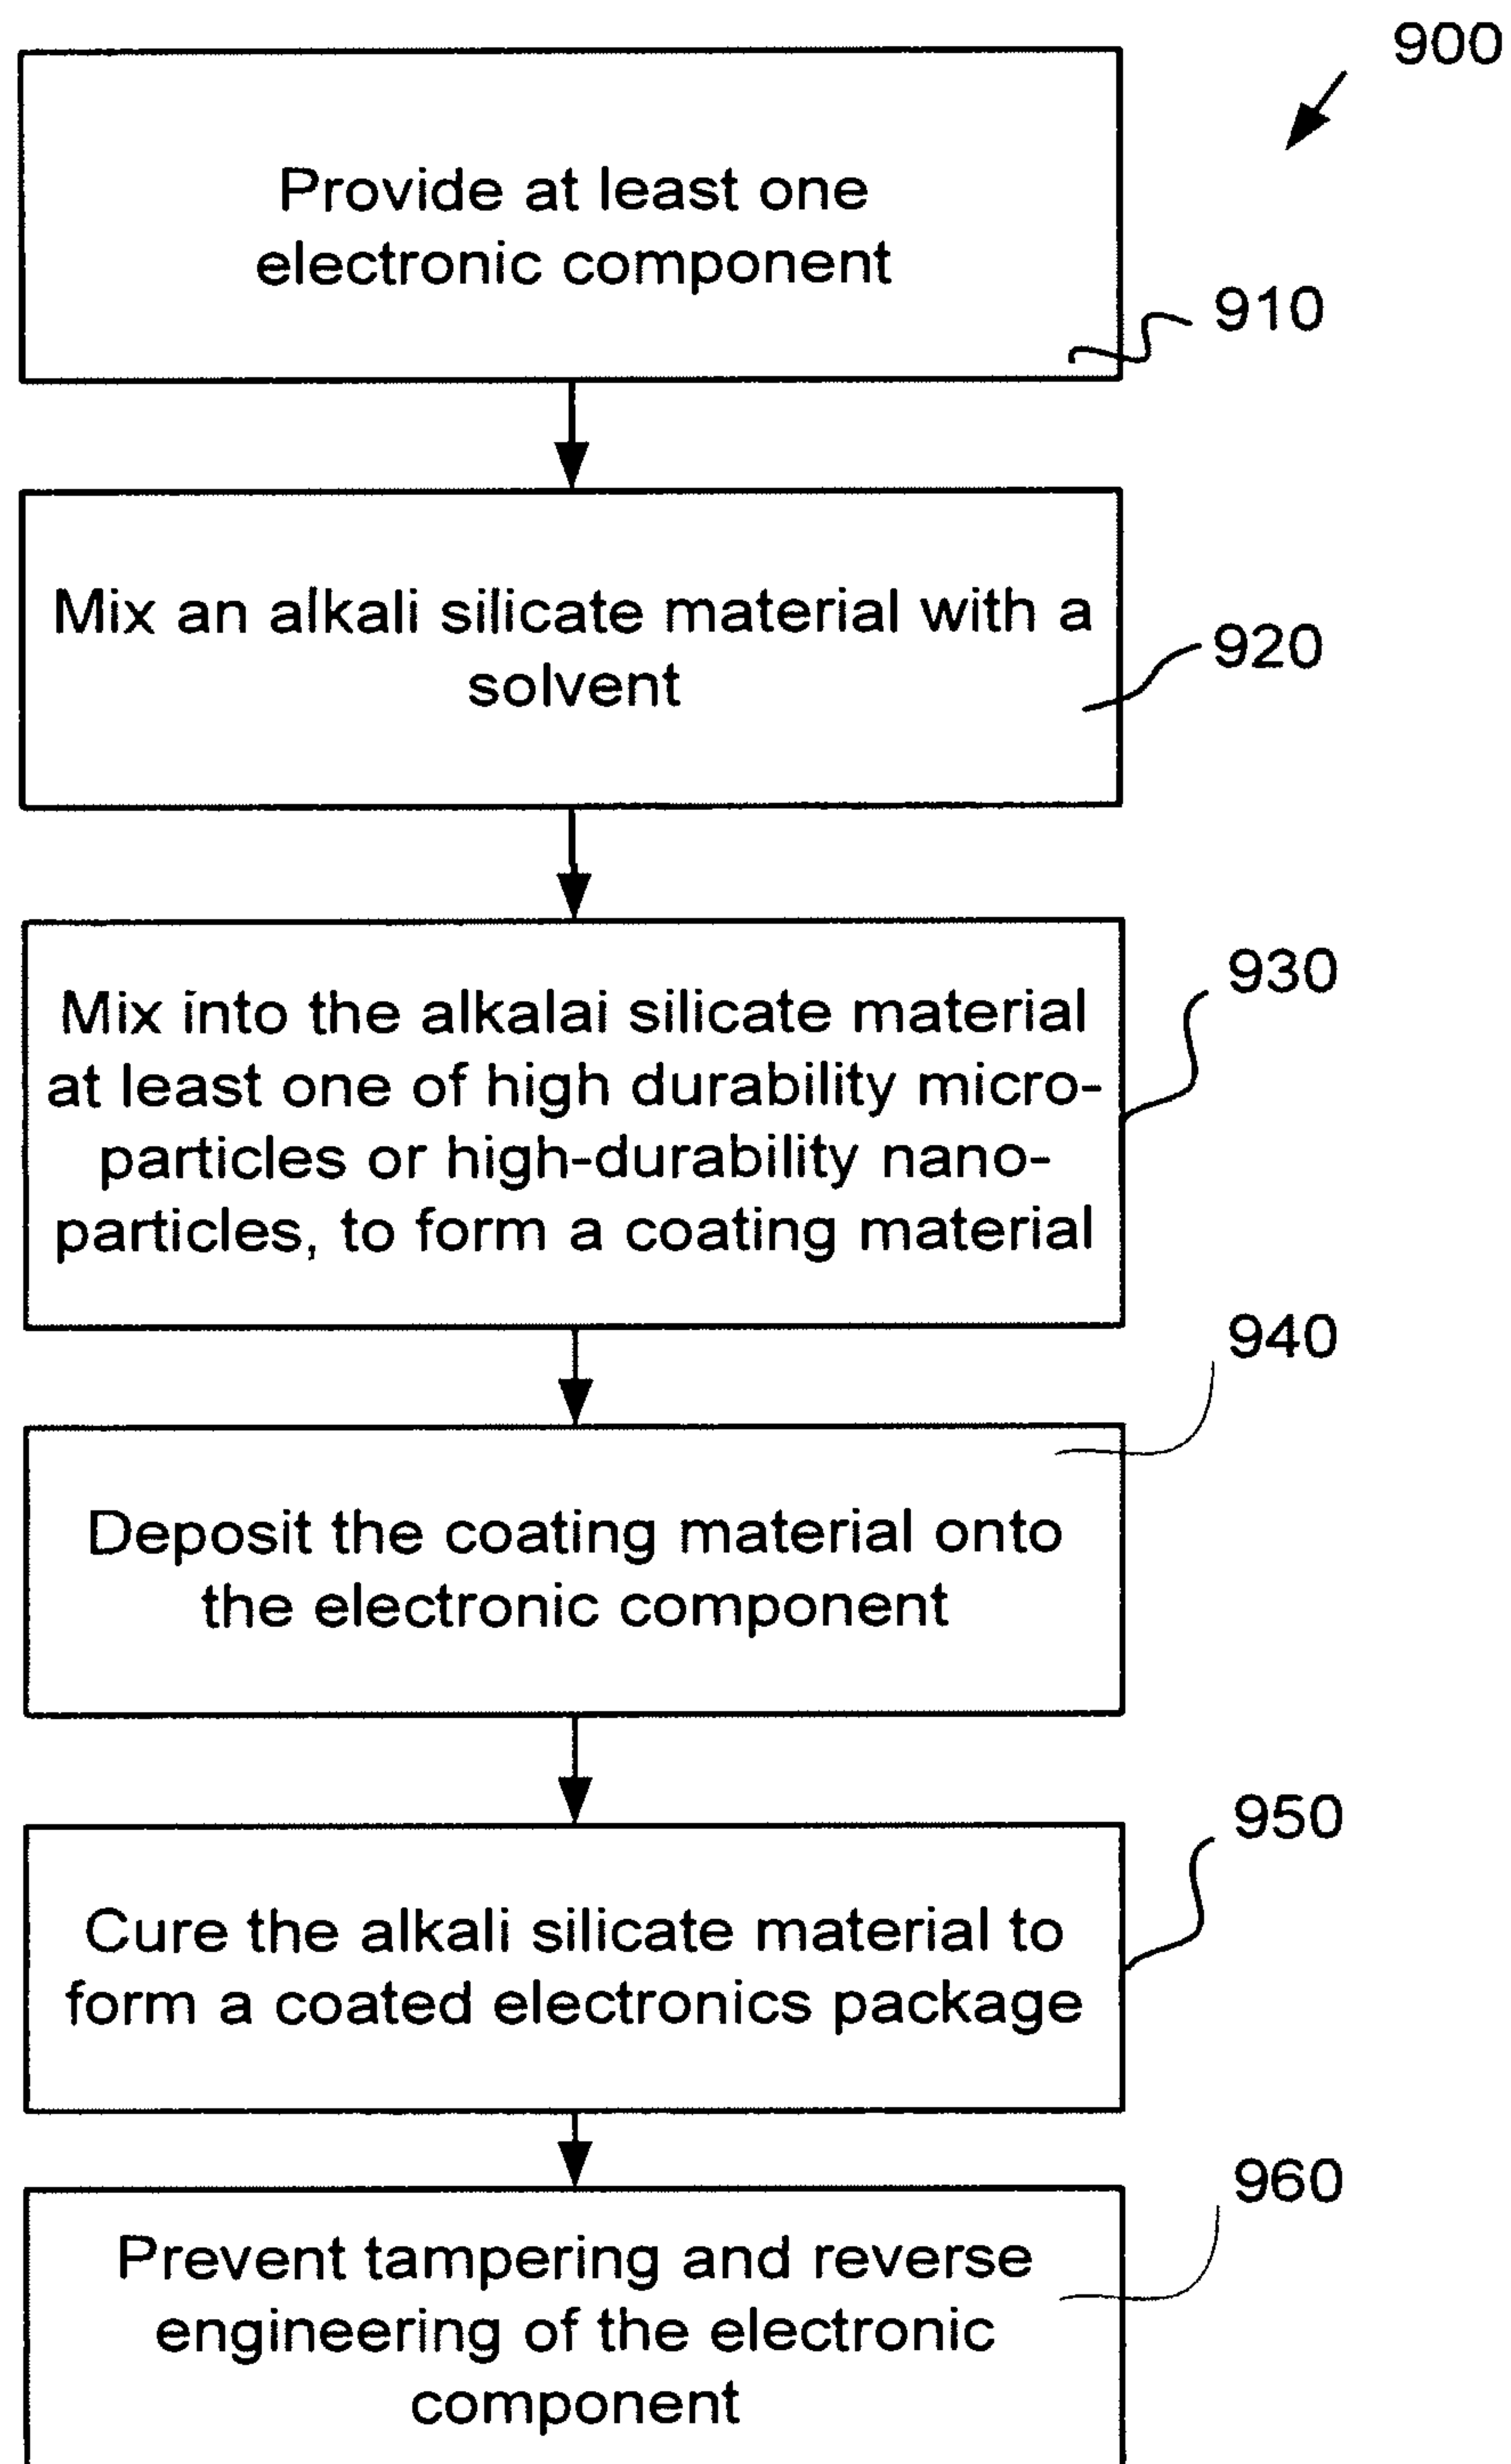 900
Provide at least one
electronic component
910
Mix an alkali silicate material with a
solvent
920
Mix into the alkalai silicate material
at least one of high durability micro-
particles or high-durability nano-
particles, to form a coating material
930
940
Deposit the coating material onto
the electronic component
950
Cure the alkali silicate material to
form a coated electronics package
960
Prevent tampering and reverse
engineering of the electronic
component